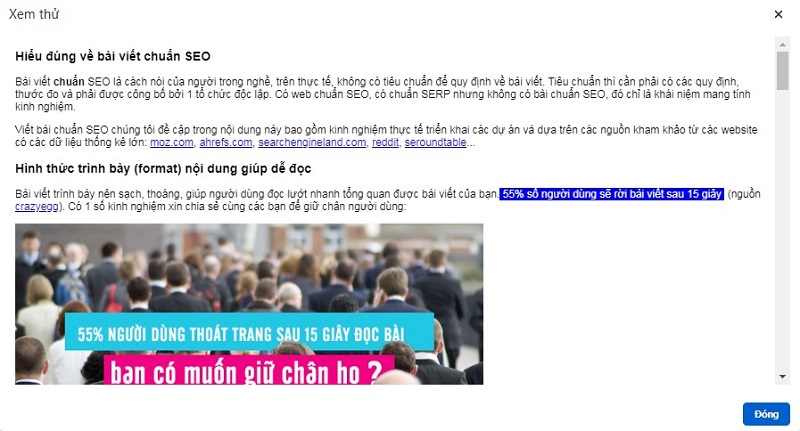 Xem thử
Hiểu đúng về bài viết chuẩn SEO
Bài viết chuẩn SEO là cách nói của người trong nghề, trên thực tế, không có tiêu chuẩn để quy định về bài viết. Tiêu chuẩn thì cần phải có các quy định,
thước đo và phải được công bố bởi 1 tổ chức độc lập. Có web chuẩn SEO, có chuẩn SERP nhưng không có bài chuẩn SEO, đó chỉ là khái niệm mang tính
kinh nghiệm.
Viết bài chuẩn SEO chúng tôi đề cập trong nội dung này bao gồm kinh nghiệm thực tế triển khai các dự án và dựa trên các nguồn kham khảo từ các website
có các dữ liệu thống kê lớn: moz.com, ahrefs.com, searchengineland.com, reddit, seroundtable...
Hình thức trình bày (format) nội dung giúp dễ đọc
Bài viết trình bày nên sạch, thoáng, giúp người dùng đọc lướt nhanh tổng quan được bài viết của bạn. 55% số người dùng sẽ rời bài viết sau 15 giây (nguồn
crazyegg). Có 1 số kinh nghiệm xin chia sẽ cùng các bạn để giữ chân người dùng:
55% NGƯỜI DÙNG THOÁT TRANG SAU 15 GIÂY ĐỌC BÀI
bạn có muốn giữ chân họ ?
Đóng